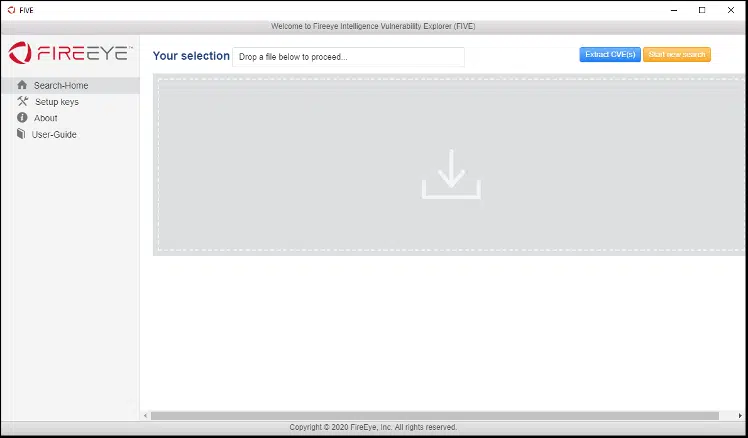 FIVE
Welcome to Fireeye Intelligence Vulnerability Explorer (FIVE)
FIREEYE™
Your selection Drop a file below to proceed... Extract CVE(s) Start new search
Search-Home
Setup keys
About
User-Guide
Copyright © 2020 FireEye, Inc. All rights reserved.